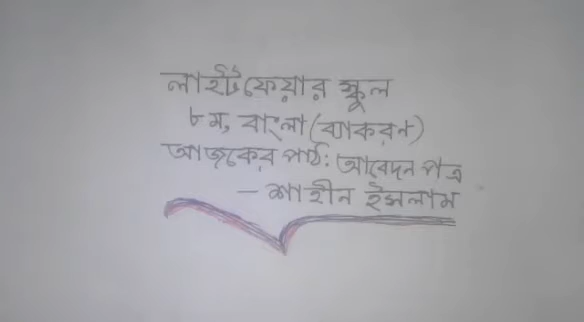 লাইটফেয়ার স্কুল
৮ম, বাংলা (ব্যাকরণ)
আজকের পাঠ: আবেদন পত্র
- শাহীন ইসলাম